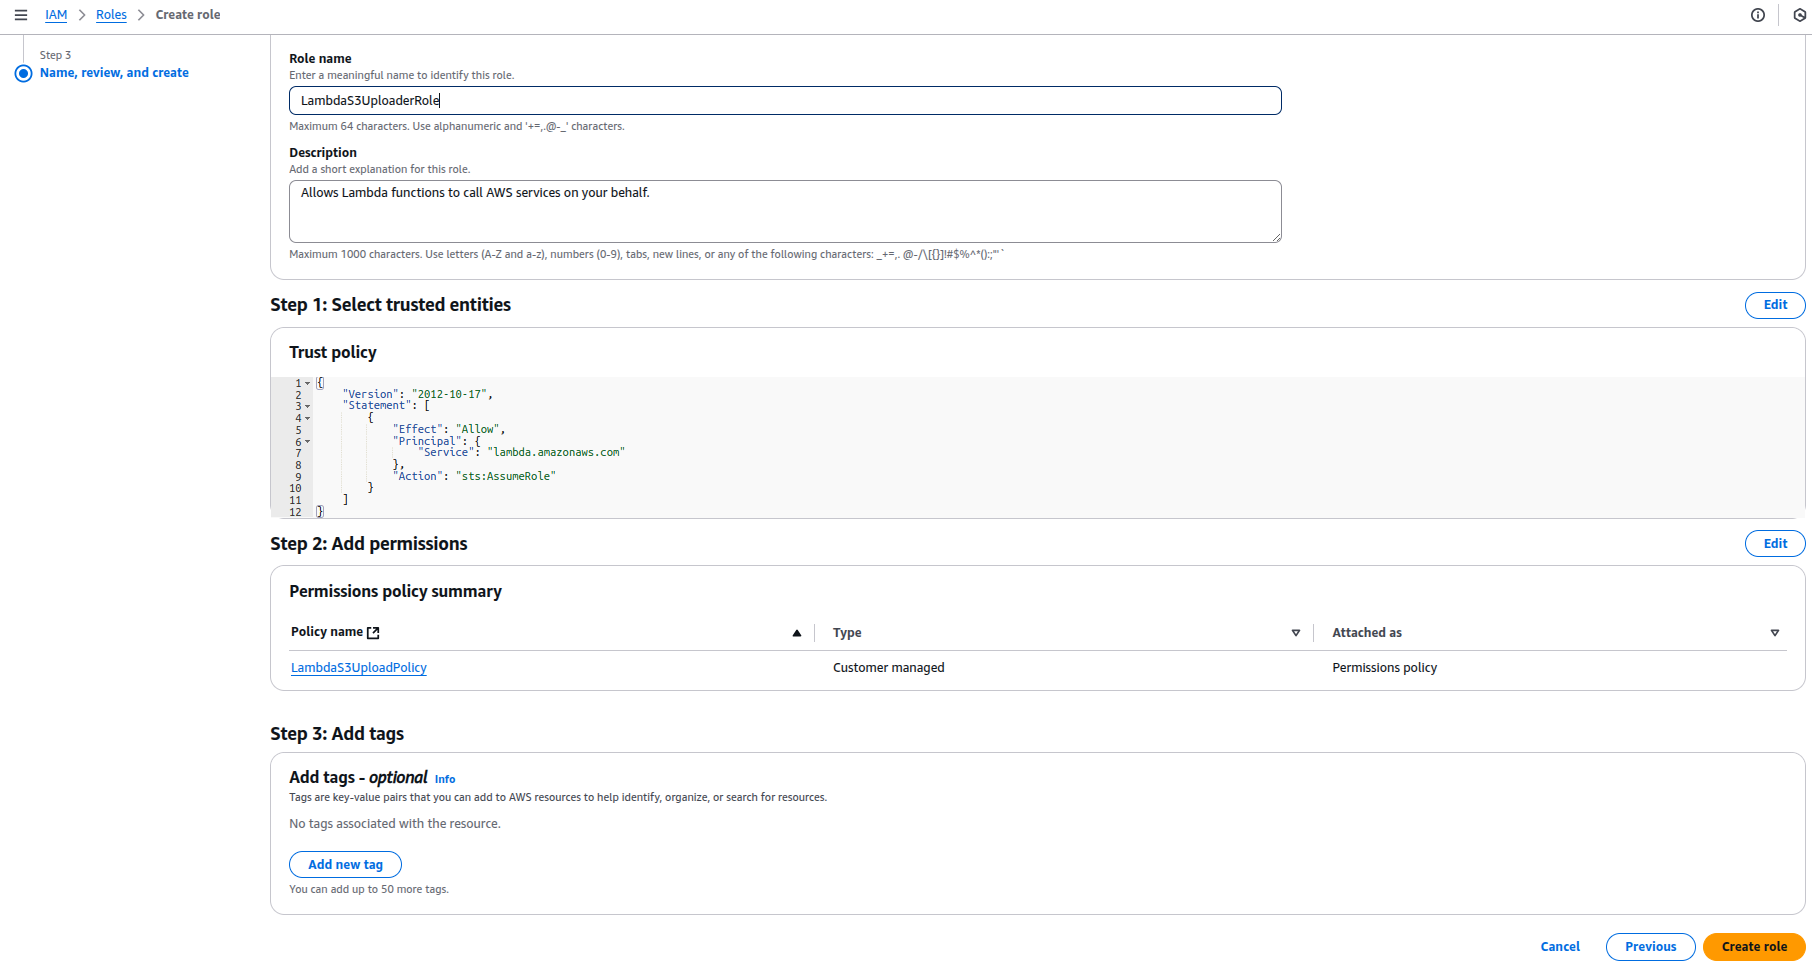 IAM > Roles > Create role
Step 3
Name, review, and create
Role name
Enter a meaningful name to identify this role.
LambdaS3UploaderRole
Maximum 64 characters. Use alphanumeric and '+=,.@-_' characters.
Description
Add a short explanation for this role.
Allows Lambda functions to call AWS services on your behalf.
Maximum 1000 characters. Use letters (A-Z and a-z), numbers (0-9), tabs, new lines, or any of the following characters: _+=,. @-/\[{}]!#$%^*();:"'`
Step 1: Select trusted entities
Edit
Trust policy
1 {
2 "Version": "2012-10-17",
3 "Statement": [
4 {
5 "Effect": "Allow",
6 "Principal": {
7 "Service": "lambda.amazonaws.com"
8 },
9 "Action": "sts:AssumeRole"
10 }
11 ]
12 }
Step 2: Add permissions
Edit
Permissions policy summary
Policy name Type Attached as
LambdaS3UploadPolicy Customer managed Permissions policy
Step 3: Add tags
Add tags - optional Info
Tags are key-value pairs that you can add to AWS resources to help identify, organize, or search for resources.
No tags associated with the resource.
Add new tag
You can add up to 50 more tags.
Cancel Previous Create role